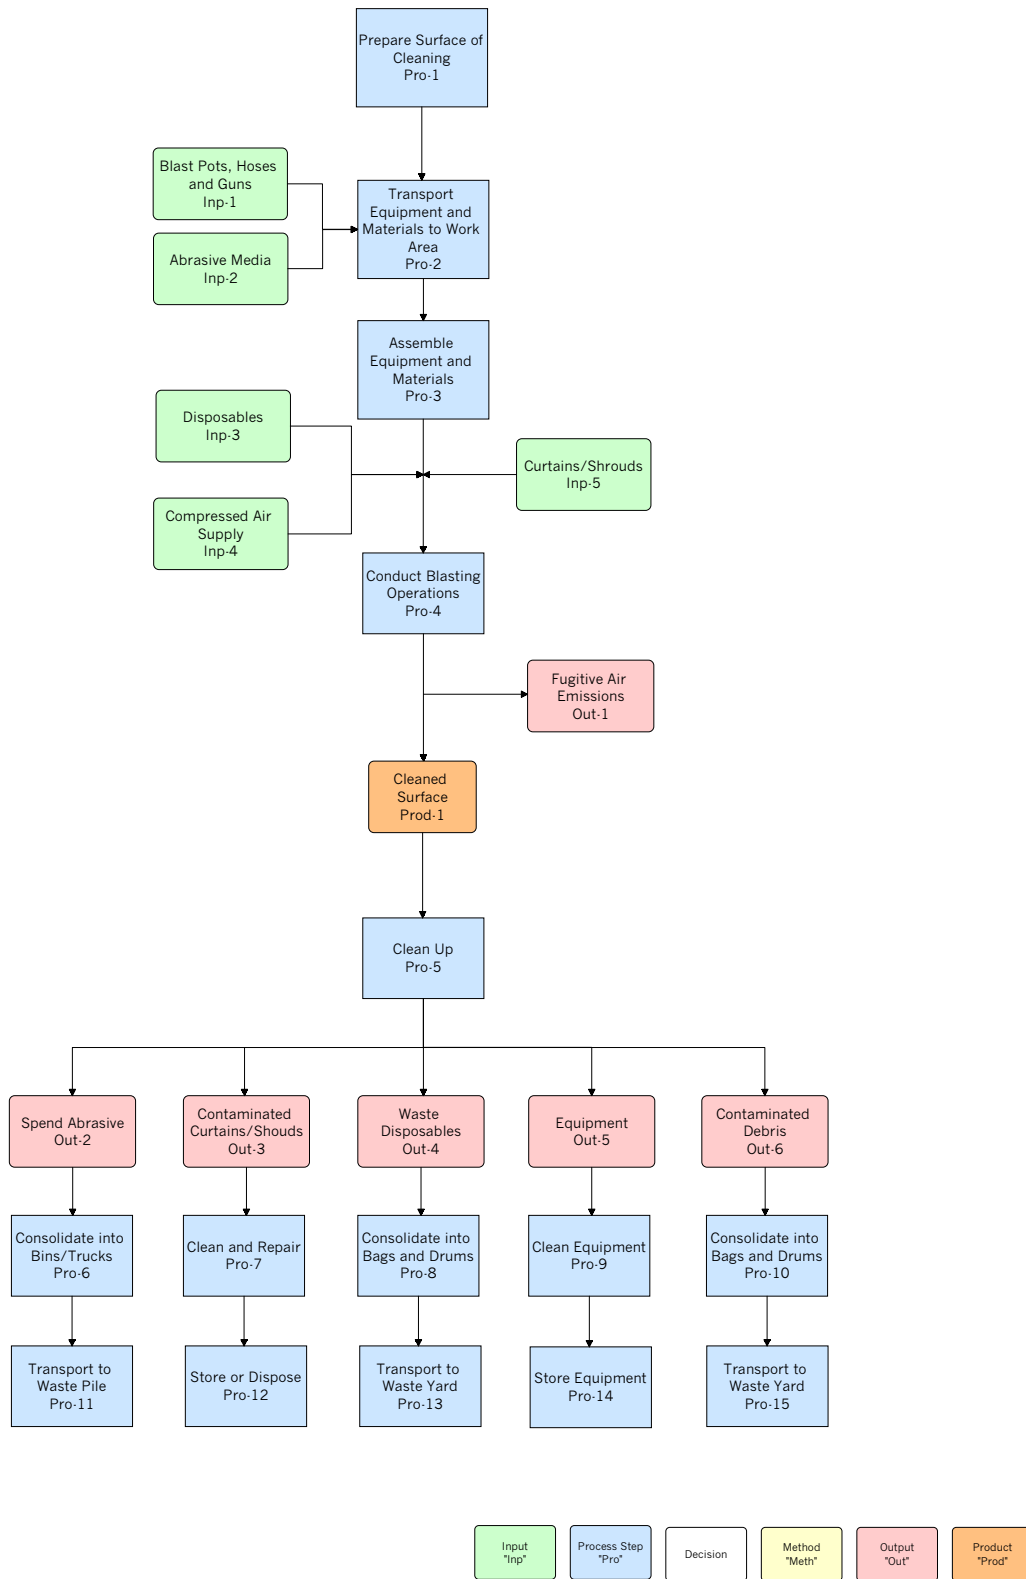 Prepare Surface of
Cleaning
Pro-1
Blast Pots, Hoses
and Guns
Inp-1
Transport
Equipment and
Materials to Work
Area
Pro-2
Abrasive Media
Inp-2
Assemble
Equipment and
Materials
Pro-3
Disposables
Inp-3
Curtains/Shrouds
Inp-5
Compressed Air
Supply
Inp-4
Conduct Blasting
Operations
Pro-4
Fugitive Air
Emissions
Out-1
Cleaned
Surface
Prod-1
Clean Up
Pro-5
Spend Abrasive
Out-2
Contaminated
Curtains/Shouds
Out-3
Waste
Disposables
Out-4
Equipment
Out-5
Contaminated
Debris
Out-6
Consolidate into
Bins/Trucks
Pro-6
Clean and Repair
Pro-7
Consolidate into
Bags and Drums
Pro-8
Clean Equipment
Pro-9
Consolidate into
Bags and Drums
Pro-10
Transport to
Waste Pile
Pro-11
Store or Dispose
Pro-12
Transport to
Waste Yard
Pro-13
Store Equipment
Pro-14
Transport to
Waste Yard
Pro-15
Input
"Inp"
Process Step
"Pro"
Decision
Method
"Meth"
Output
"Out"
Product
"Prod"